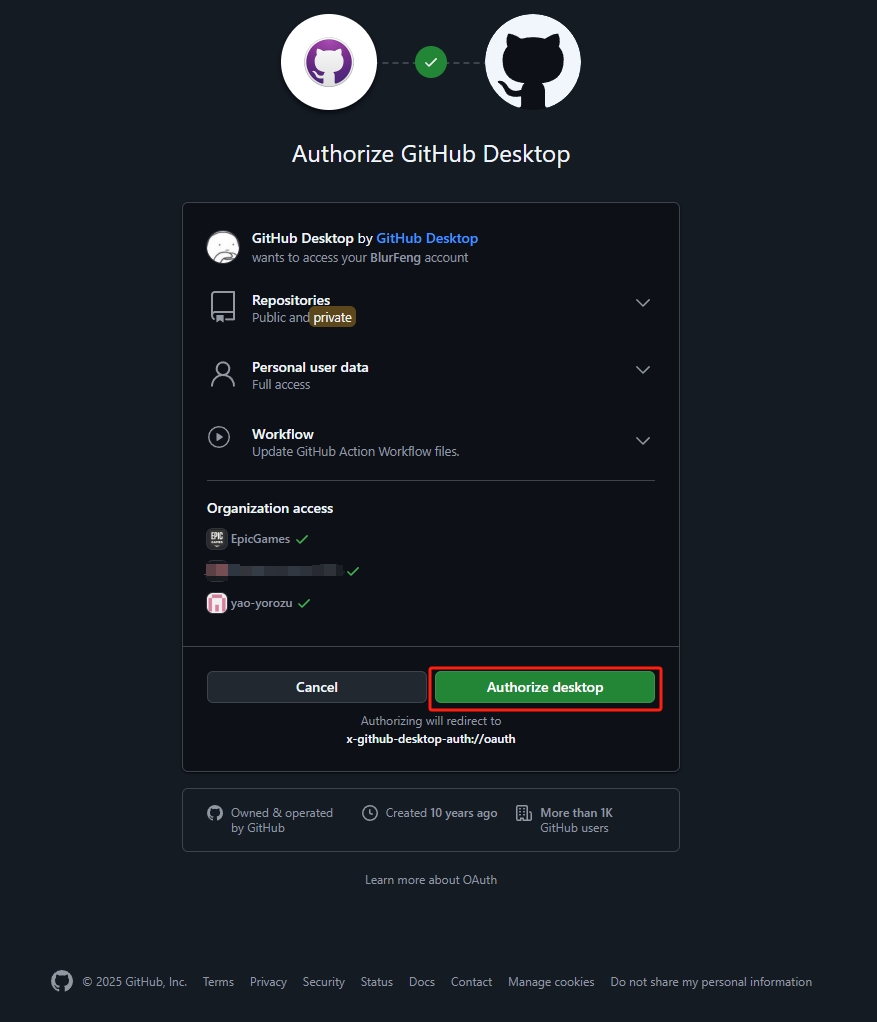 Authorize GitHub Desktop
GitHub Desktop by GitHub Desktop
wants to access your BlurFeng account
Repositories
Public and private
Personal user data
Full access
Workflow
Update GitHub Action Workflow files.
Organization access
EPIC GAMES EpicGames
yao-yorozu
Cancel Authorize desktop
Authorizing will redirect to
x-github-desktop-auth://oauth
Owned & operated
by GitHub
Created 10 years ago
More than 1K
GitHub users
Learn more about OAuth
© 2025 GitHub, Inc. Terms Privacy Security Status Docs Contact Manage cookies Do not share my personal information